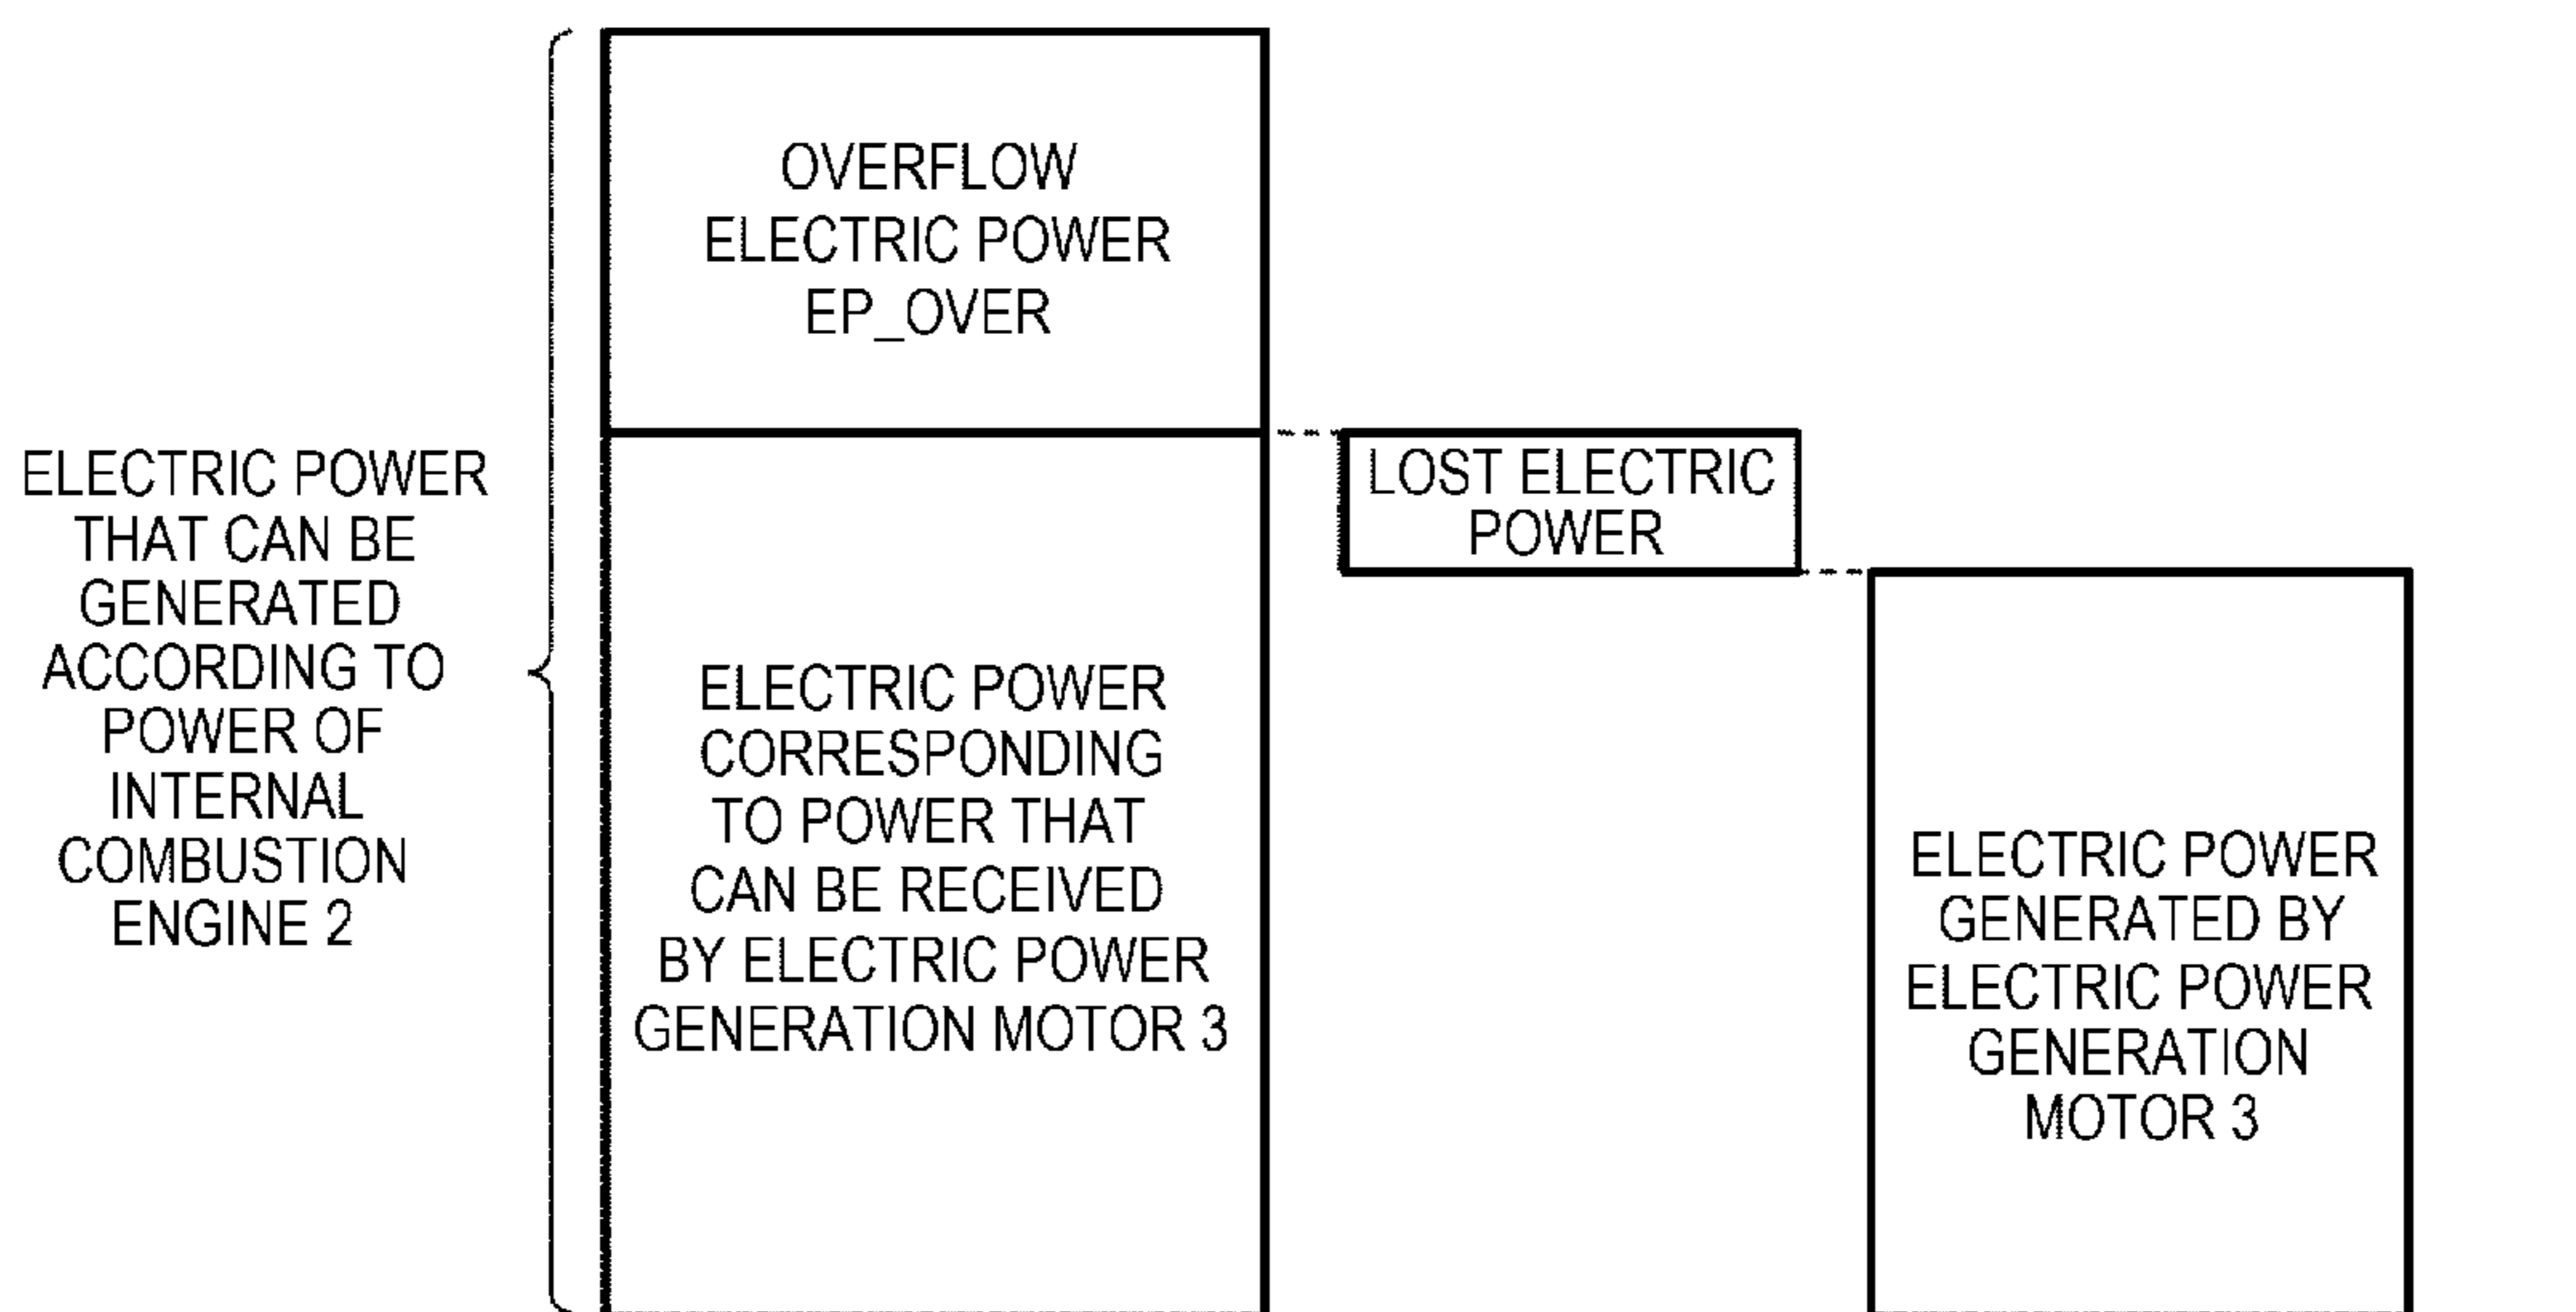 ELECTRIC POWER
THAT CAN BE
GENERATED
ACCORDING TO
POWER OF
INTERNAL
COMBUSTION
ENGINE 2
OVERFLOW
ELECTRIC POWER
EP_OVER
ELECTRIC POWER
CORRESPONDING
TO POWER THAT
CAN BE RECEIVED
BY ELECTRIC POWER
GENERATION MOTOR 3
LOST ELECTRIC
POWER
ELECTRIC POWER
GENERATED BY
ELECTRIC POWER
GENERATION
MOTOR 3